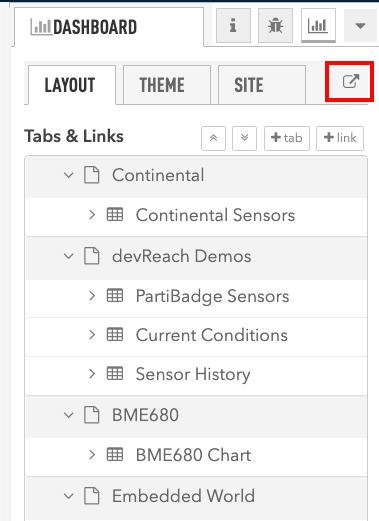 DASHBOARD
i
LAYOUT THEME SITE
Tabs & Links +tab +link
Continental
Continental Sensors
devReach Demos
PartiBadge Sensors
Current Conditions
Sensor History
BME680
BME680 Chart
Embedded World